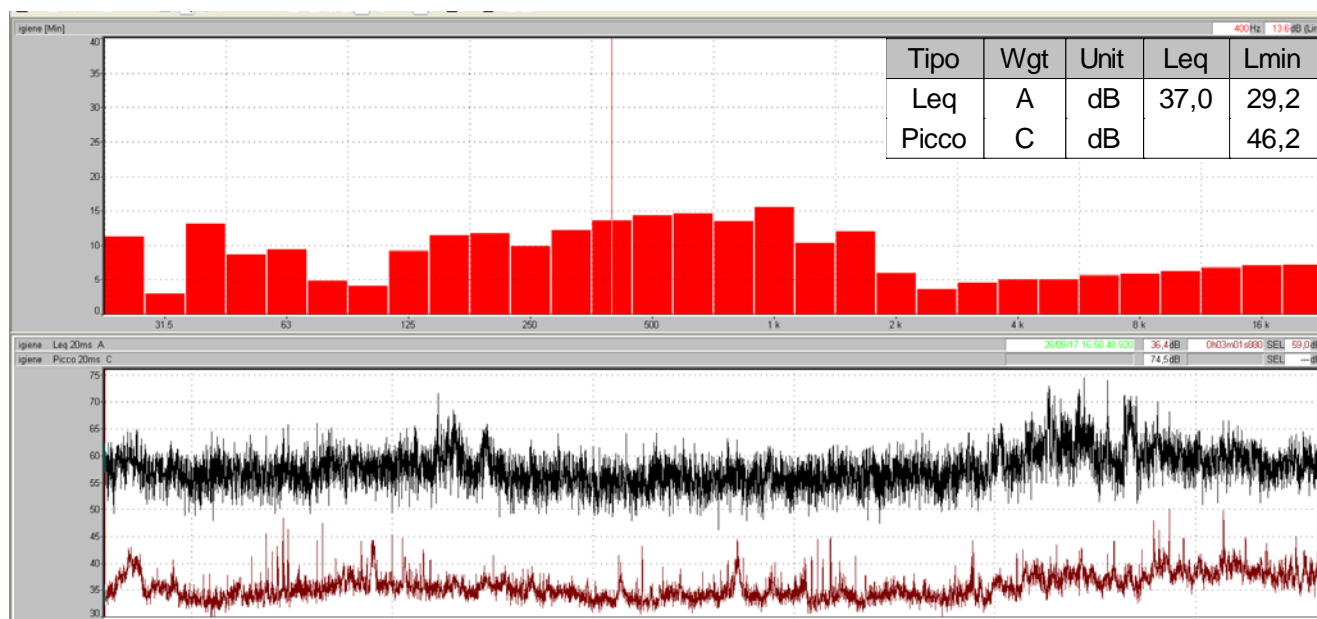 igiene [Min] 400 Hz 13.6 dB (Lin
Tipo Wgt Unit Leq Lmin
Leq A dB 37,0 29,2
Picco C dB 46,2
40
35
30
25
20
15
10
5
0
31.5 63 125 250 500 1 k 2 k 4 k 8 k 16 k
igiene Leq 20ms A 26/09/17 16.50.48.920 36,4 dB 0h03m01s880 SEL 59,0 d
igiene Picco 20ms C 74,5 dB SEL --- d
75
70
65
60
55
50
45
40
35
30